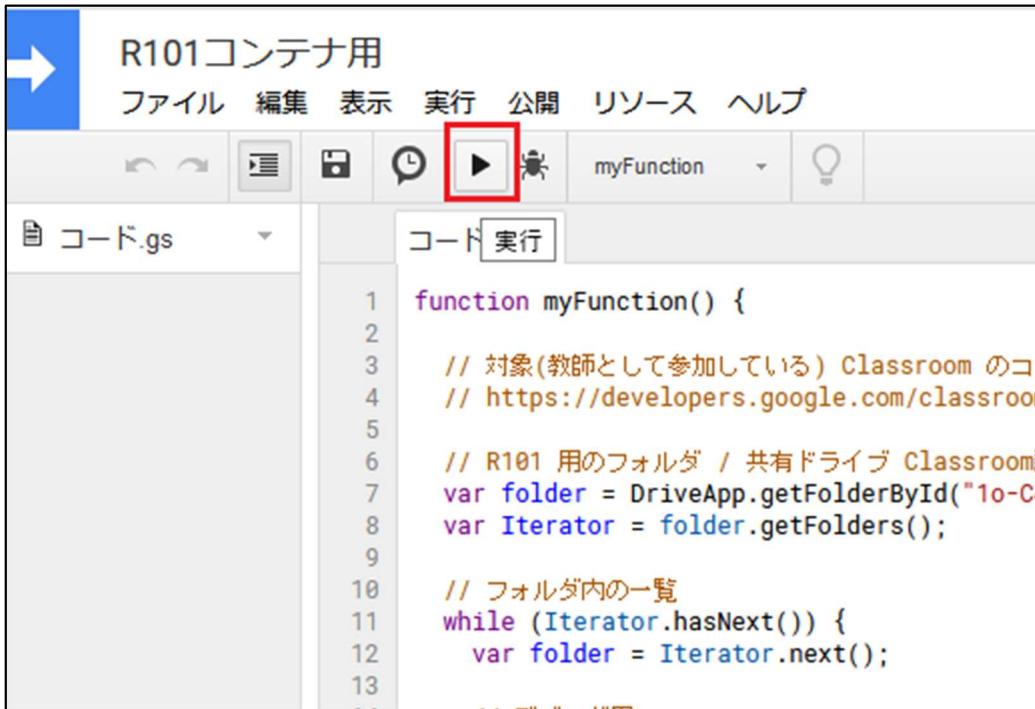 R101コンテナ用
ファイル 編集 表示 実行 公開 リソース ヘルプ
myFunction
コード.gs
コード
実行
1 function myFunction() {
2
3 // 対象(教師として参加している) Classroom のコ
4 // https://developers.google.com/classroo
5
6 // R101 用のフォルダ / 共有ドライブ Classroom
7 var folder = DriveApp.getFolderById("1o-C
8 var Iterator = folder.getFolders();
9
10 // フォルダ内の一覧
11 while (Iterator.hasNext()) {
12 var folder = Iterator.next();
13